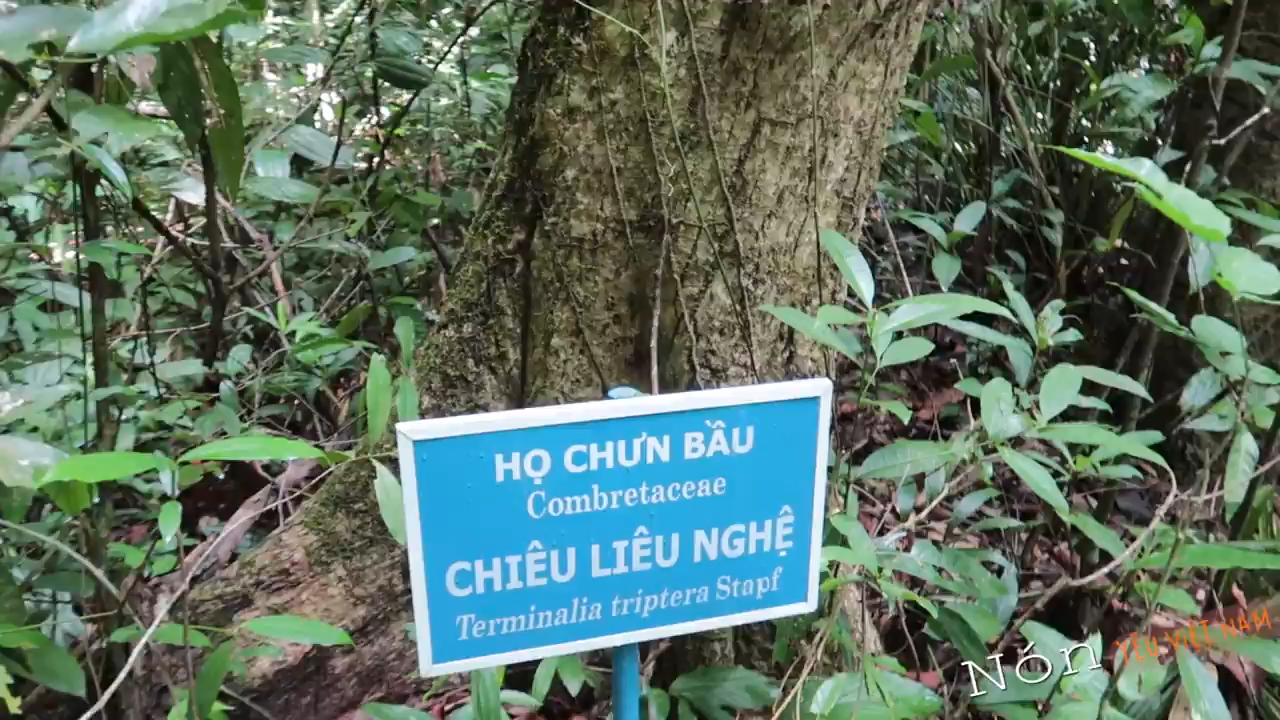 HỌ CHƯN BẦU
Combretaceae
CHIÊU LIÊU NGHỆ
Terminalia triptera Stapf
Nón YÊU VIỆT NAM